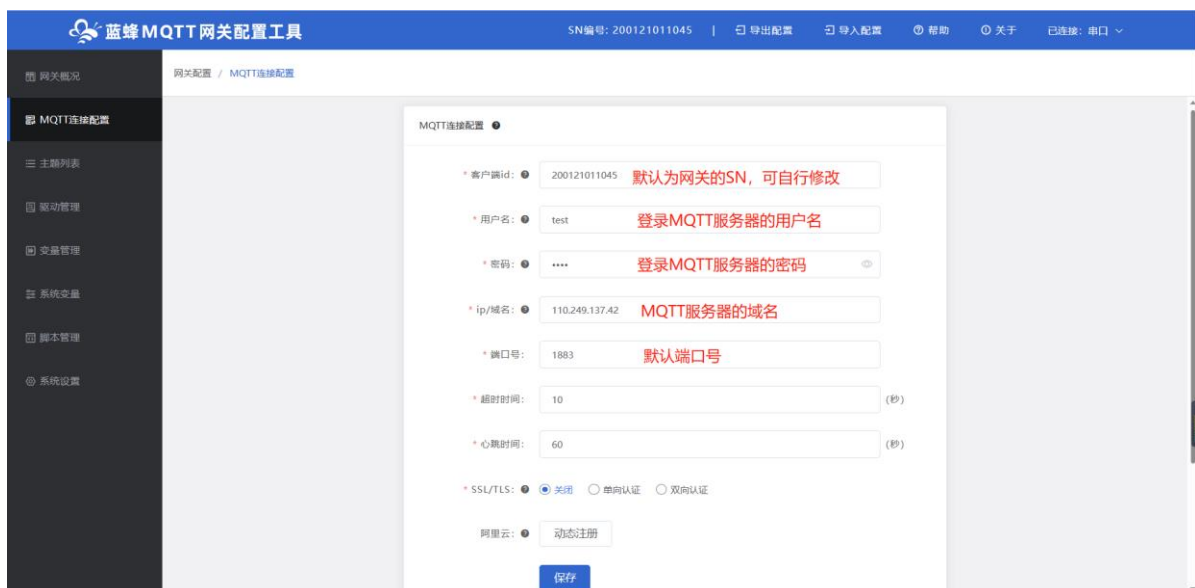 蓝蜂MQTT网关配置工具 SN编号: 200121011045 | 导出配置 导入配置 帮助 关于 已连接: 串口
网关概况
网关配置 / MQTT连接配置
MQTT连接配置
主题列表
驱动管理
变量管理
系统变量
脚本管理
系统设置
MQTT连接配置
* 客户端id: 200121011045 默认为网关的SN，可自行修改
* 用户名: test 登录MQTT服务器的用户名
* 密码: •••• 登录MQTT服务器的密码
* ip/域名: 110.249.137.42 MQTT服务器的域名
* 端口号: 1883 默认端口号
* 超时时间: 10 (秒)
* 心跳时间: 60 (秒)
* SSL/TLS: 关闭 单向认证 双向认证
阿里云: 动态注册
保存